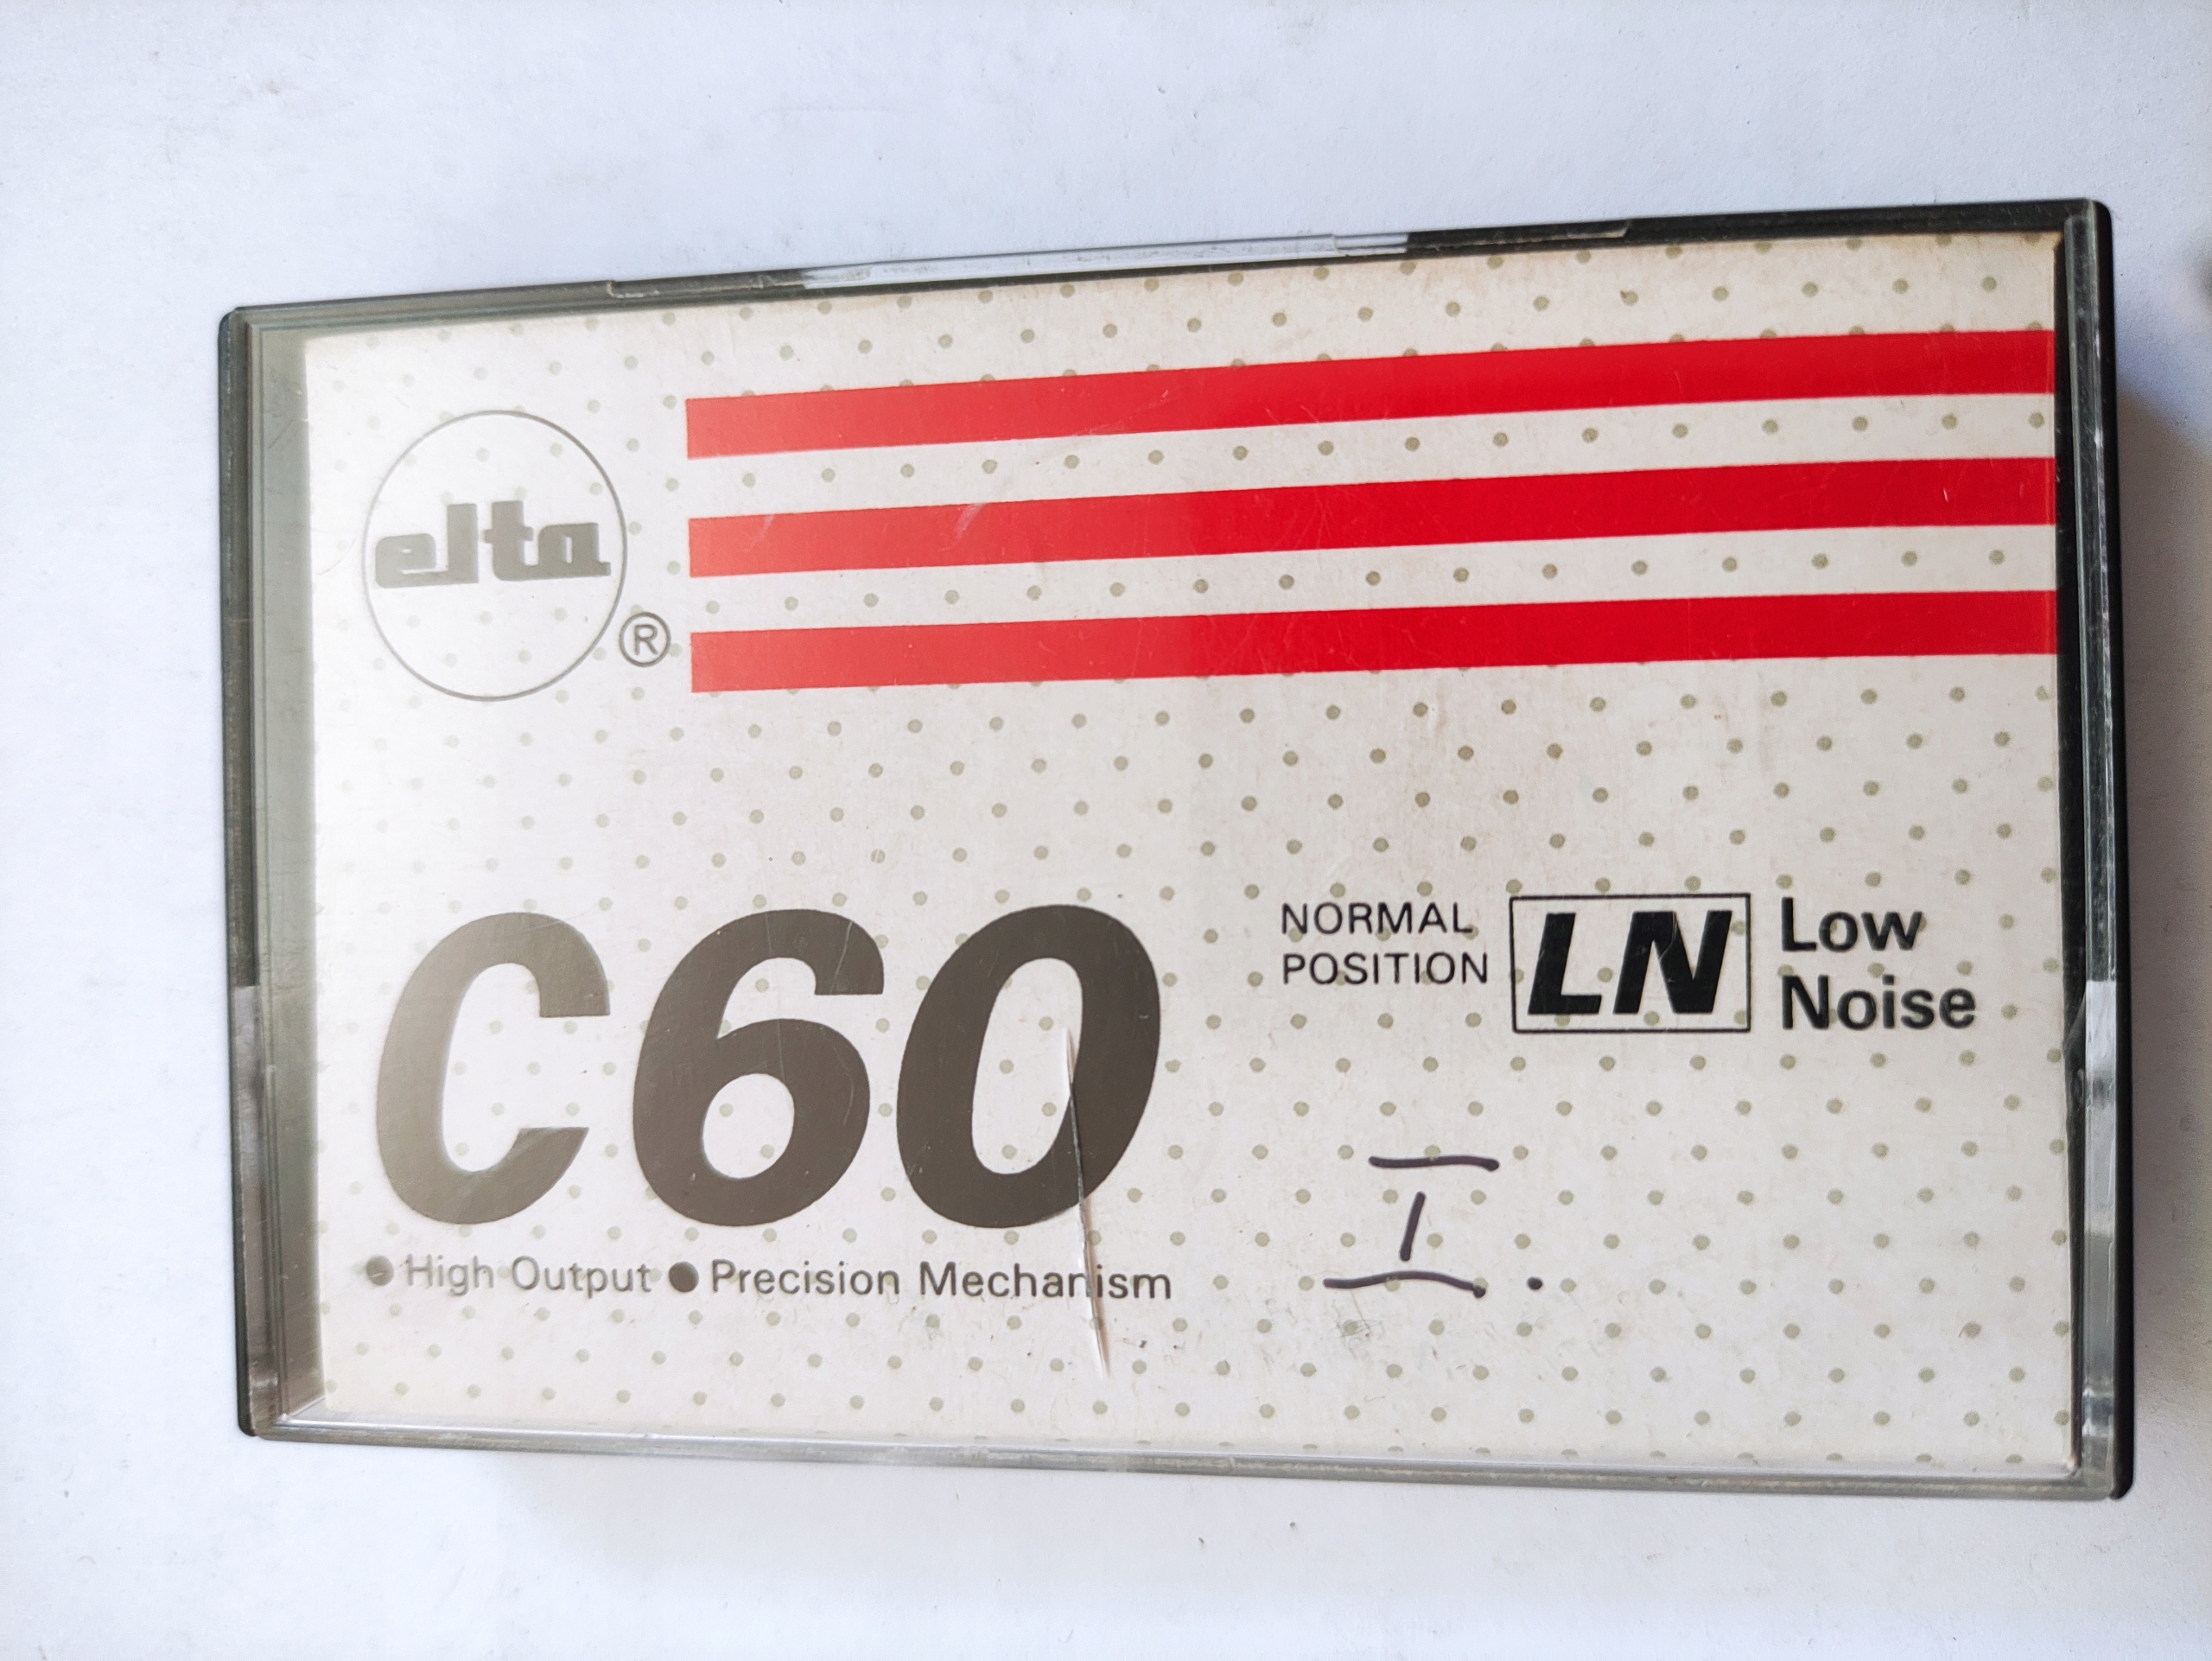 elta
®
NORMAL
POSITION
LN
Low
Noise
C60
● High Output ● Precision Mechanism
I.